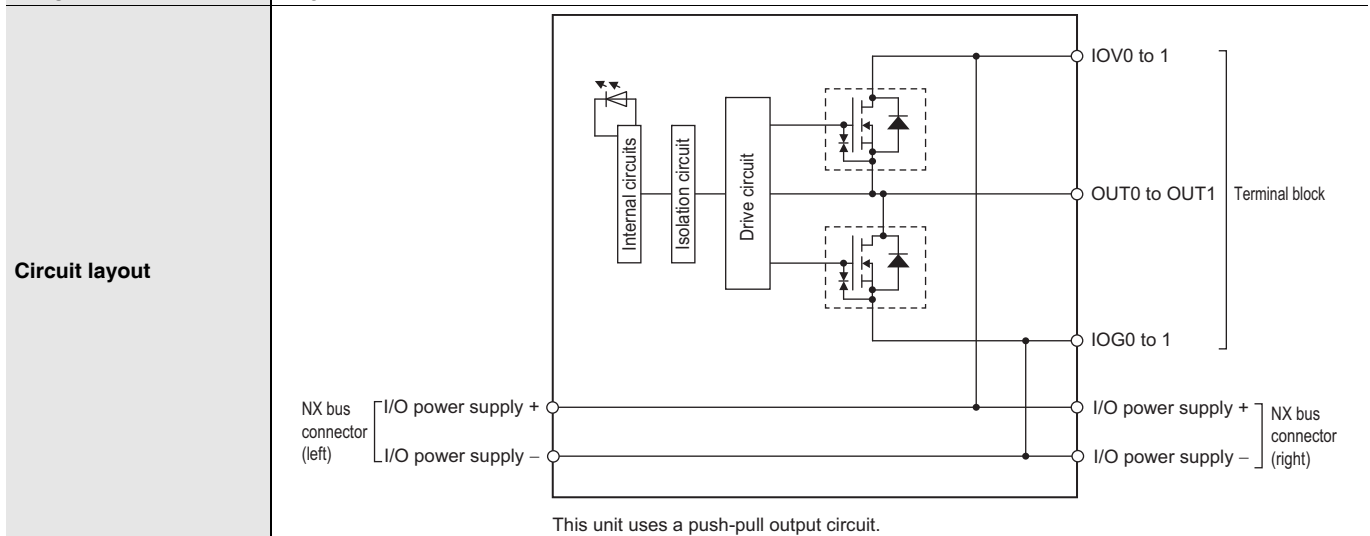 Circuit layout
Internal circuits
Isolation circuit
Drive circuit
IOV0 to 1
OUT0 to OUT1
Terminal block
IOG0 to 1
NX bus
connector
(left)
I/O power supply +
I/O power supply –
I/O power supply +
I/O power supply –
NX bus
connector
(right)
This unit uses a push-pull output circuit.